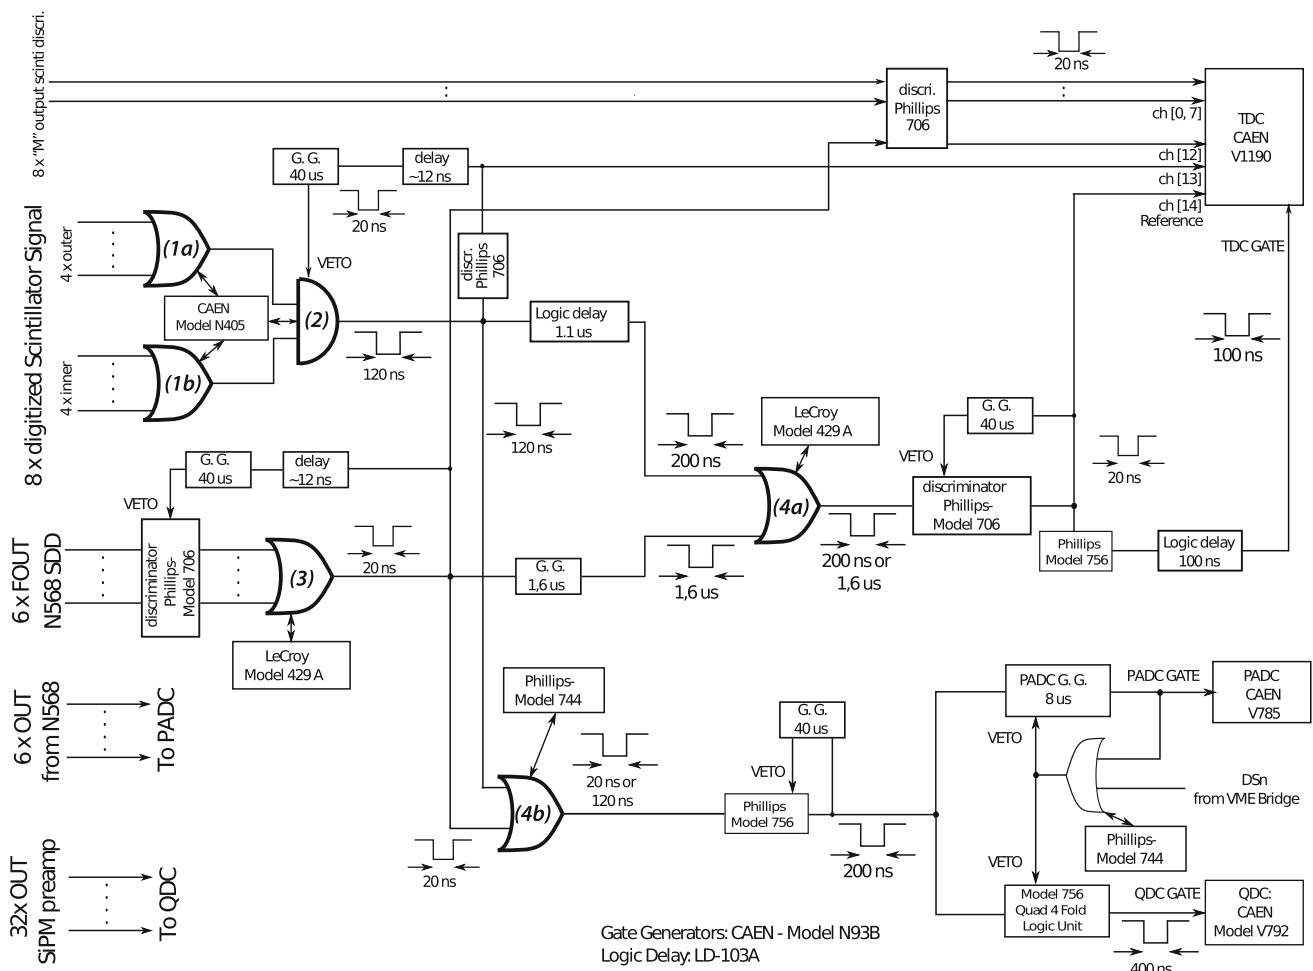 20 ns
8 x “M” output scinti discri.
discri.
Phillips
706
ch [0, 7]
TDC
CAEN
V1190
ch [12]
ch [13]
ch [14]
Reference
G. G.
40 us
delay
~12 ns
20 ns
VETO
discri.
Phillips
706
TDC GATE
8 x digitized Scintillator Signal
4 x outer
(1a)
CAEN
Model N405
(2)
4 x inner
(1b)
120 ns
Logic delay
1.1 us
100 ns
120 ns
200 ns
LeCroy
Model 429 A
G. G.
40 us
VETO
20 ns
G. G.
40 us
delay
~12 ns
VETO
(4a)
discriminator
Phillips-
Model 706
200 ns or
1,6 us
Phillips
Model 756
Logic delay
100 ns
6 x FOUT
N568 SDD
discriminator
Phillips-
Model 706
(3)
20 ns
G. G.
1,6 us
1,6 us
LeCroy
Model 429 A
6 x OUT
from N568
To PADC
Phillips-
Model 744
20 ns or
120 ns
(4b)
20 ns
G. G.
40 us
VETO
Phillips
Model 756
200 ns
PADC G. G.
8 us
PADC GATE
PADC
CAEN
V785
VETO
DSn
from VME Bridge
Phillips-
Model 744
VETO
Model 756
Quad 4 Fold
Logic Unit
QDC GATE
QDC:
CAEN
Model V792
400 ns
32x OUT
SiPM preamp
To QDC
Gate Generators: CAEN - Model N93B
Logic Delay: LD-103A